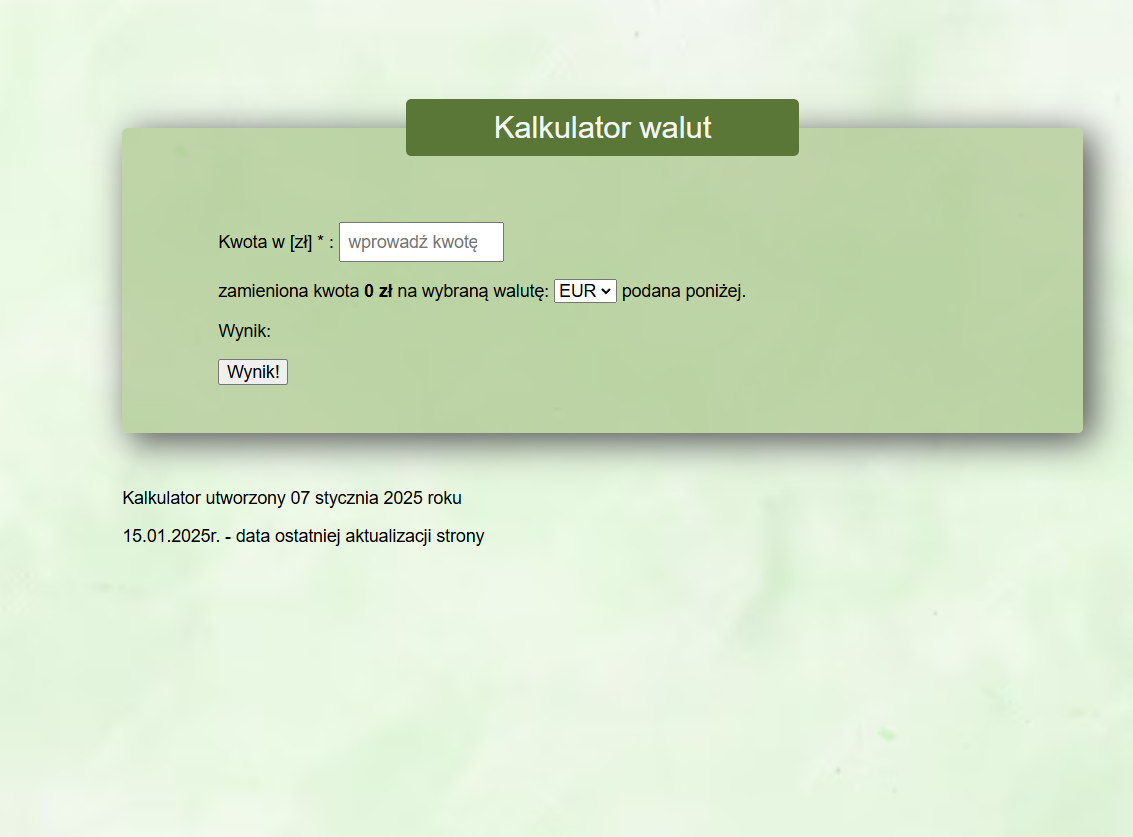 Kalkulator walut
Kwota w [zł] * : wprowadź kwotę
zamieniona kwota 0 zł na wybraną walutę: EUR podana poniżej.
Wynik:
Wynik!
Kalkulator utworzony 07 stycznia 2025 roku
15.01.2025r. - data ostatniej aktualizacji strony